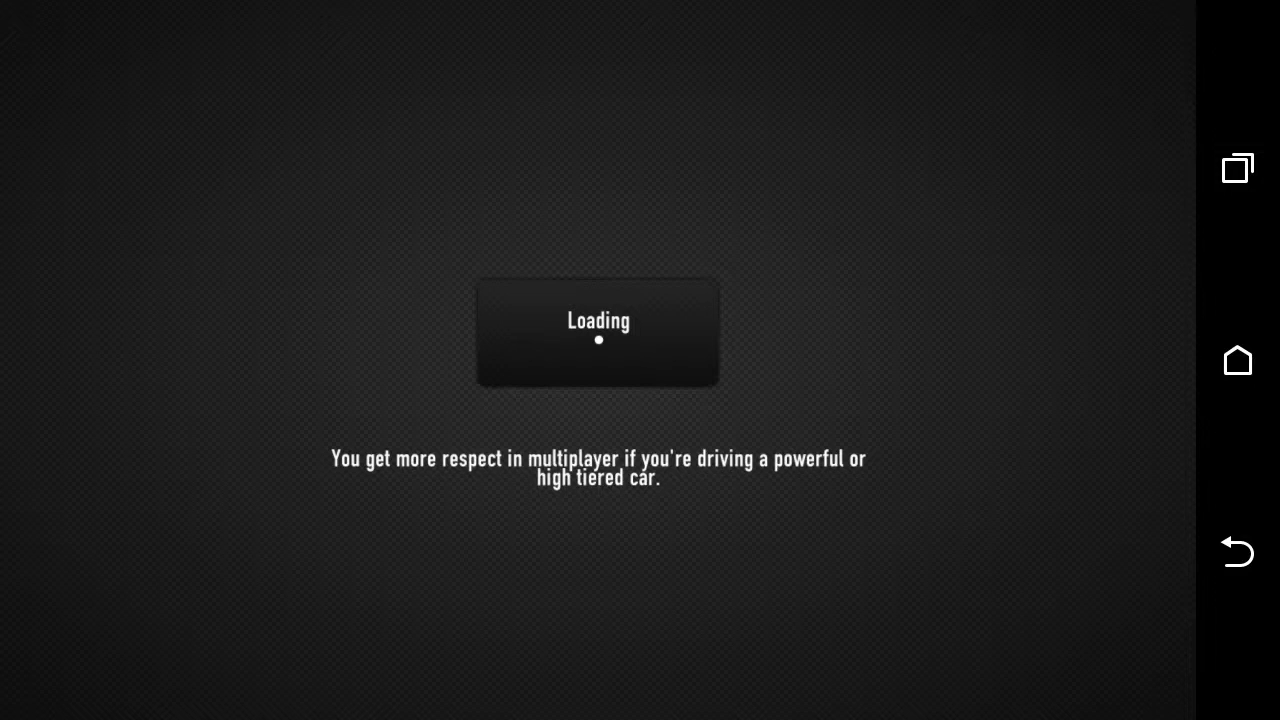 Loading
You get more respect in multiplayer if you're driving a powerful or
high tiered car.